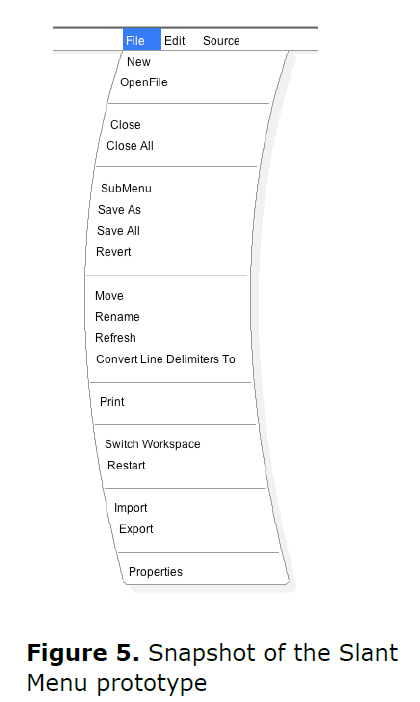 File Edit Source
New
OpenFile
Close
Close All
SubMenu
Save As
Save All
Revert
Move
Rename
Refresh
Convert Line Delimiters To
Print
Switch Workspace
Restart
Import
Export
Properties
Figure 5. Snapshot of the Slant
Menu prototype